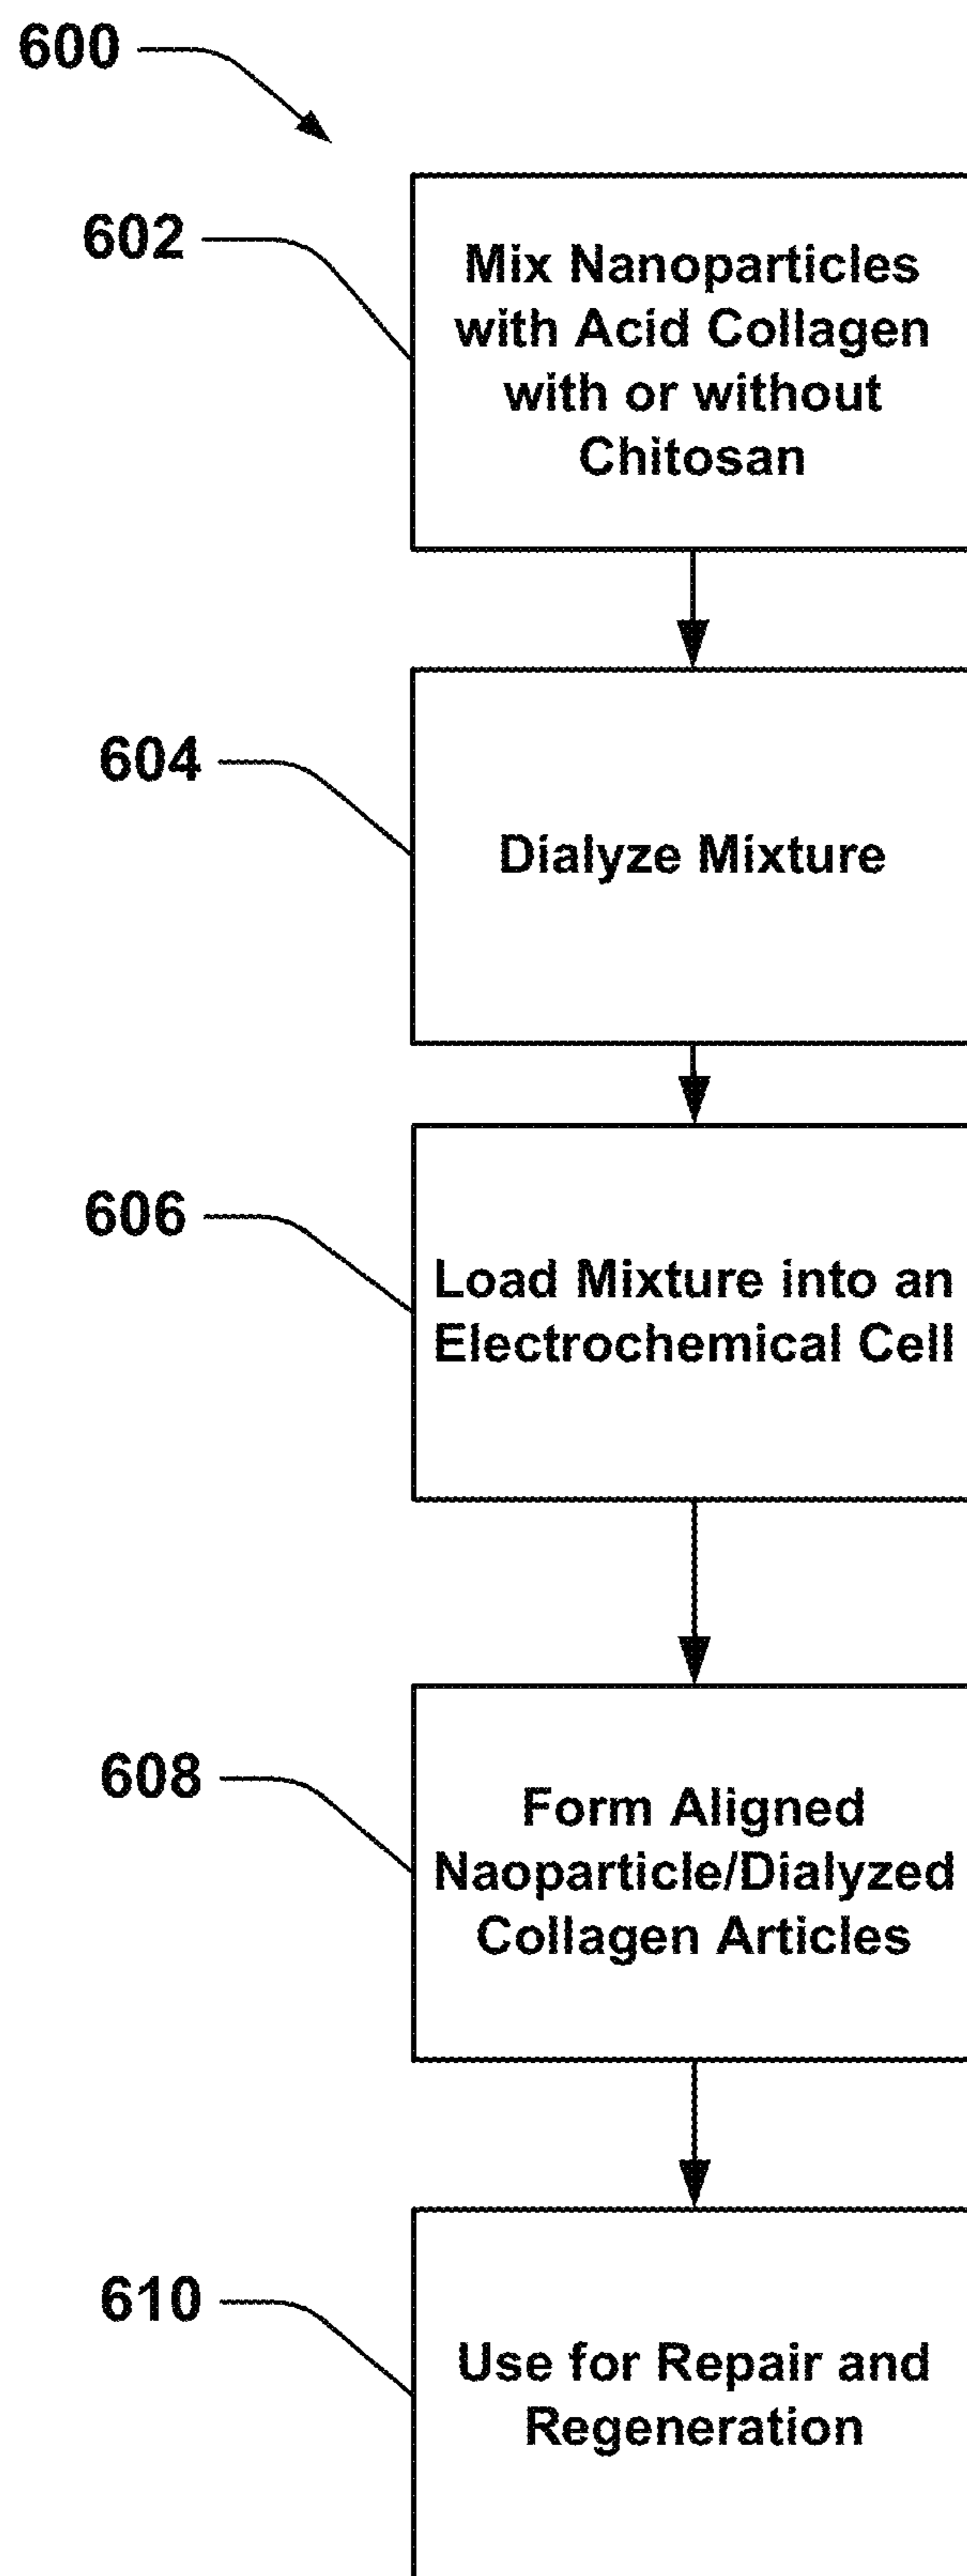 600
602
Mix Nanoparticles
with Acid Collagen
with or without
Chitosan
604
Dialyze Mixture
606
Load Mixture into an
Electrochemical Cell
608
Form Aligned
Naoparticle/Dialyzed
Collagen Articles
610
Use for Repair and
Regeneration